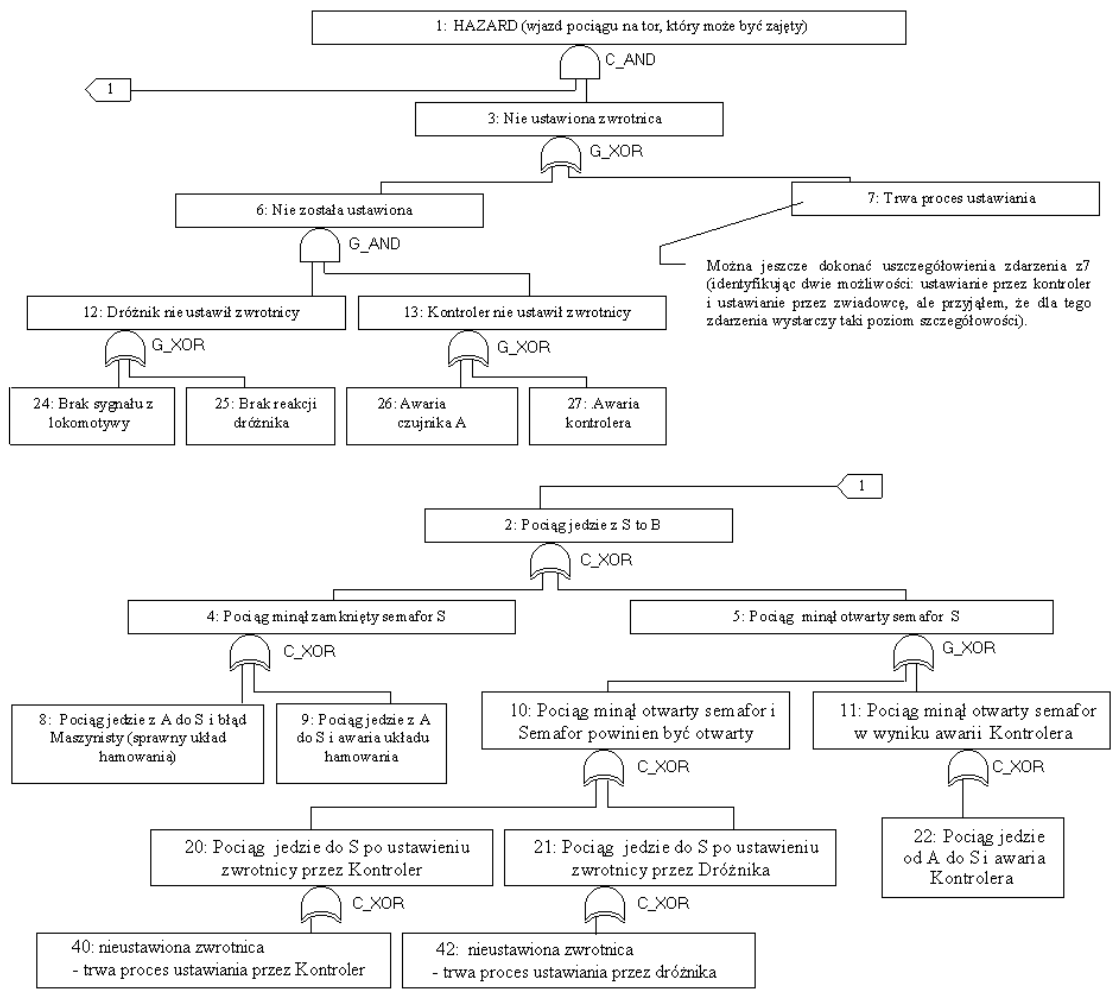 1: HAZARD (wjazd pociągu na tor, który może być zajęty)
C_AND
1
3: Nie ustawiona zwrotnica
G_XOR
6: Nie została ustawiona
7: Trwa proces ustawiania
G_AND
Można jeszcze dokonać uszczegółowienia zdarzenia z7
(identyfikując dwie możliwości: ustawianie przez kontroler
i ustawianie przez zwiadowcę, ale przyjąłem, że dla tego
zdarzenia wystarczy taki poziom szczegółowości).
12: Dróżnik nie ustawił zwrotnicy
13: Kontroler nie ustawił zwrotnicy
G_XOR
G_XOR
24: Brak sygnału z
lokomotywy
25: Brak reakcji
dróżnika
26: Awaria
czujnika A
27: Awaria
kontrolera
1
2: Pociąg jedzie z S to B
C_XOR
4: Pociąg minął zamknięty semafor S
5: Pociąg minął otwarty semafor S
C_XOR
G_XOR
8: Pociąg jedzie z A do S i błąd
Maszynisty (sprawny układ
hamowania)
9: Pociąg jedzie z A
do S i awaria układu
hamowania
10: Pociąg minął otwarty semafor i
Semafor powinien być otwarty
11: Pociąg minął otwarty semafor
w wyniku awarii Kontrolera
C_XOR
C_XOR
20: Pociąg jedzie do S po ustawieniu
zwrotnicy przez Kontroler
21: Pociąg jedzie do S po ustawieniu
zwrotnicy przez Dróżnika
22: Pociąg jedzie
od A do S i awaria
Kontrolera
C_XOR
C_XOR
40: nieustawiona zwrotnica
- trwa proces ustawiania przez Kontroler
42: nieustawiona zwrotnica
- trwa proces ustawiania przez dróżnika